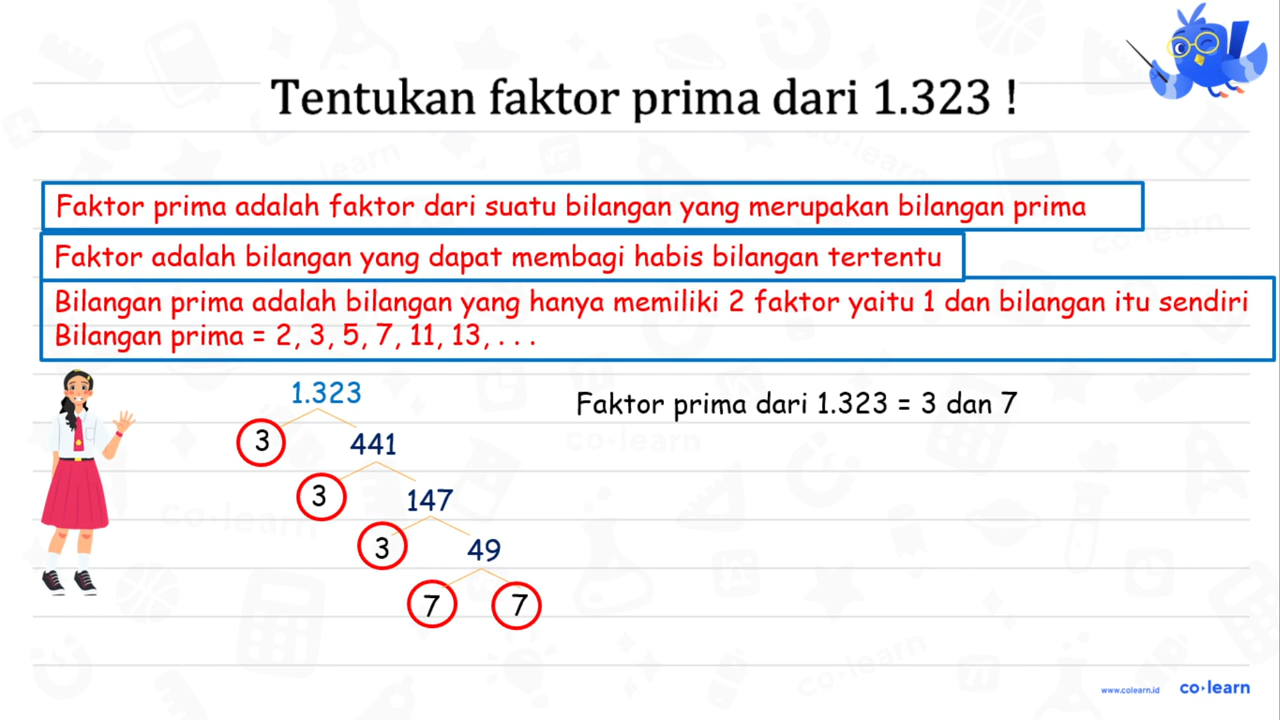 Tentukan faktor prima dari 1.323 !
Faktor prima adalah faktor dari suatu bilangan yang merupakan bilangan prima
Faktor adalah bilangan yang dapat membagi habis bilangan tertentu
Bilangan prima adalah bilangan yang hanya memiliki 2 faktor yaitu 1 dan bilangan itu sendiri
Bilangan prima = 2, 3, 5, 7, 11, 13, . . .
1.323
Faktor prima dari 1.323 = 3 dan 7
3 441
3 147
3 49
7 7
www.colearn.id co·learn